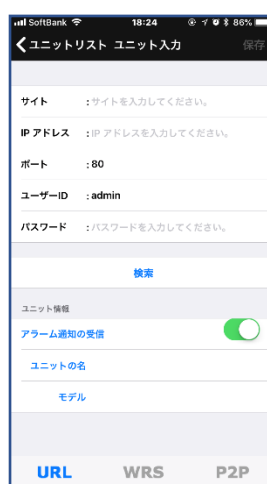 SoftBank 18:24 86%
ユニットリスト ユニット入力 保存
サイト :サイトを入力してください。
IP アドレス :IP アドレスを入力してください。
ポート :80
ユーザーID :admin
パスワード :パスワードを入力してください。
検索
ユニット情報
アラーム通知の受信
ユニットの名
モデル
URL WRS P2P